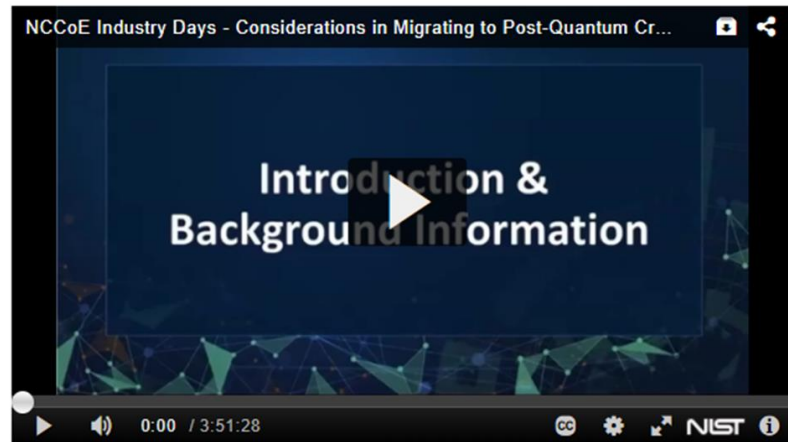 NCCoE Industry Days - Considerations in Migrating to Post-Quantum Cr...
Introduction &
Background Information
0:00 / 3:51:28
CC
NIST